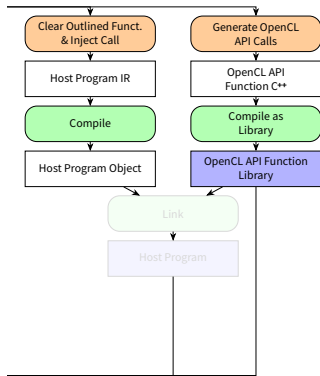 Clear Outlined Funct.
& Inject Call
Generate OpenCL
API Calls
Host Program IR
OpenCL API
Function C++
Compile
Compile as
Library
Host Program Object
OpenCL API Function
Library
Link
Host Program